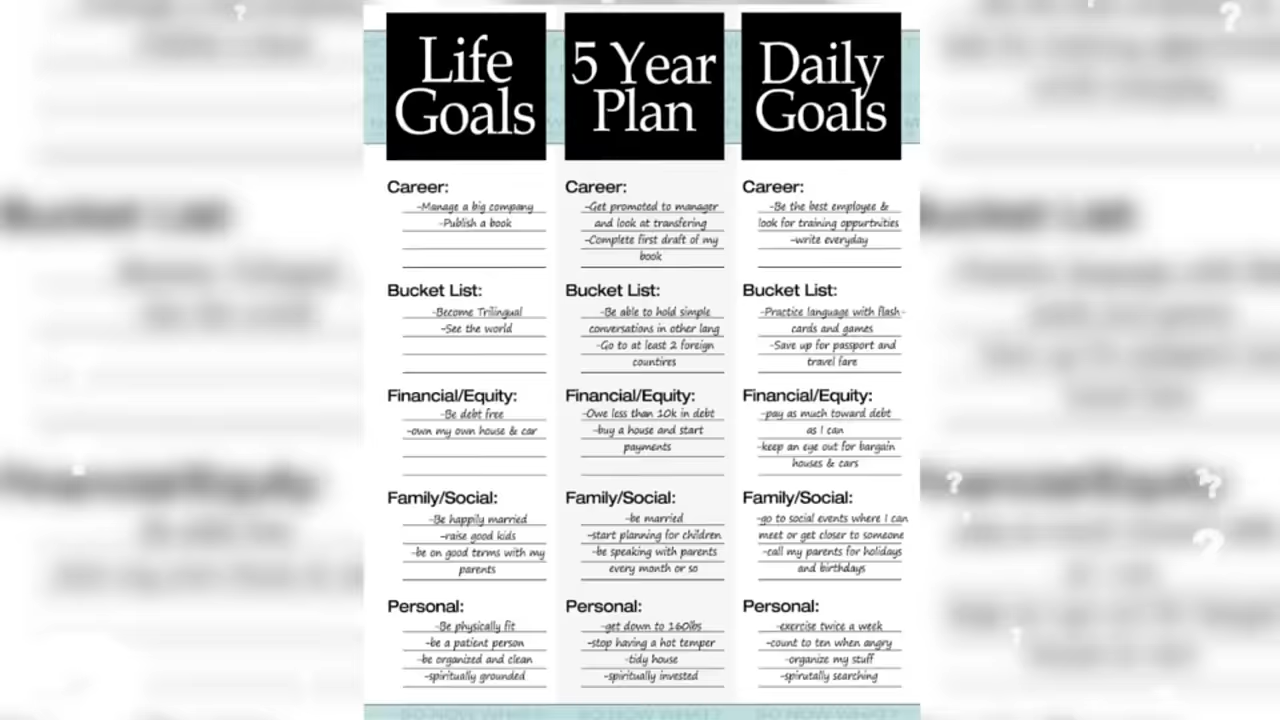 Life
Goals
Career:
-Manage a big company
-Publish a book
Bucket List:
-Become Trilingual
-See the world
Financial/Equity:
-Be debt free
-own my own house & car
Family/Social:
-Be happily married
-raise good kids
-be on good terms with my
parents
Personal:
-Be physically fit
-be a patient person
-be organized and clean
-spiritually grounded
5 Year
Plan
Career:
-Get promoted to manager
and look at transfering
-Complete first draft of my
book
Bucket List:
-Be able to hold simple
conversations in other lang
-Go to at least 2 foreign
countires
Financial/Equity:
-Owe less than 10k in debt
-buy a house and start
payments
Family/Social:
-be married
-start planning for children
-be speaking with parents
every month or so
Personal:
-get down to 160lbs
-stop having a hot temper
-tidy house
-spiritually invested
Daily
Goals
Career:
-Be the best employee &
look for training oppurtnities
-write everyday
Bucket List:
-Practice language with flash-
cards and games
-Save up for passport and
travel fare
Financial/Equity:
-pay as much toward debt
as I can
-keep an eye out for bargain
houses & cars
Family/Social:
-go to social events where I can
meet or get closer to someone
-call my parents for holidays
and birthdays
Personal:
-exercise twice a week
-count to ten when angry
-organize my stuff
-spirutally searching